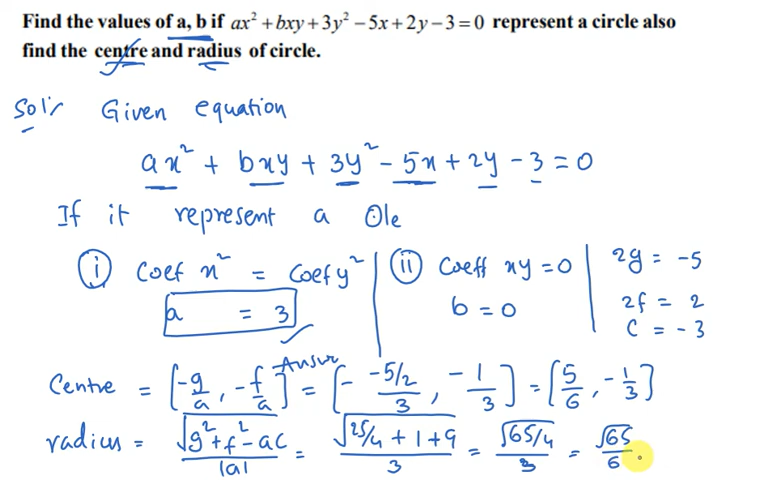 Find the values of a, b if ax² + bxy + 3y² − 5x + 2y − 3 = 0 represent a circle also
find the centre and radius of circle.
Sol's Given equation
ax² + bxy + 3y² − 5x + 2y − 3 = 0
If it represent a Ole
(i) Coef x² = Coef y² | (ii) Coeff xy = 0 | 2g = −5
a = 3 | b = 0 | 2f = 2
C = −3
Answr
Centre = [−g/a, −f/a] = [− −5/2/3, −1/3] = [5/6, −1/3]
radius = √g²+f²−ac/|a| = √25/4+1+9/3 = √65/4/3 = √65/6.